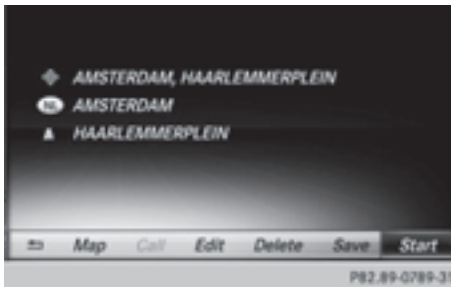 AMSTERDAM, HAARLEMMERPLEIN
NL AMSTERDAM
HAARLEMMERPLEIN
Map Call Edit Delete Save Start
P82.89-0789-31